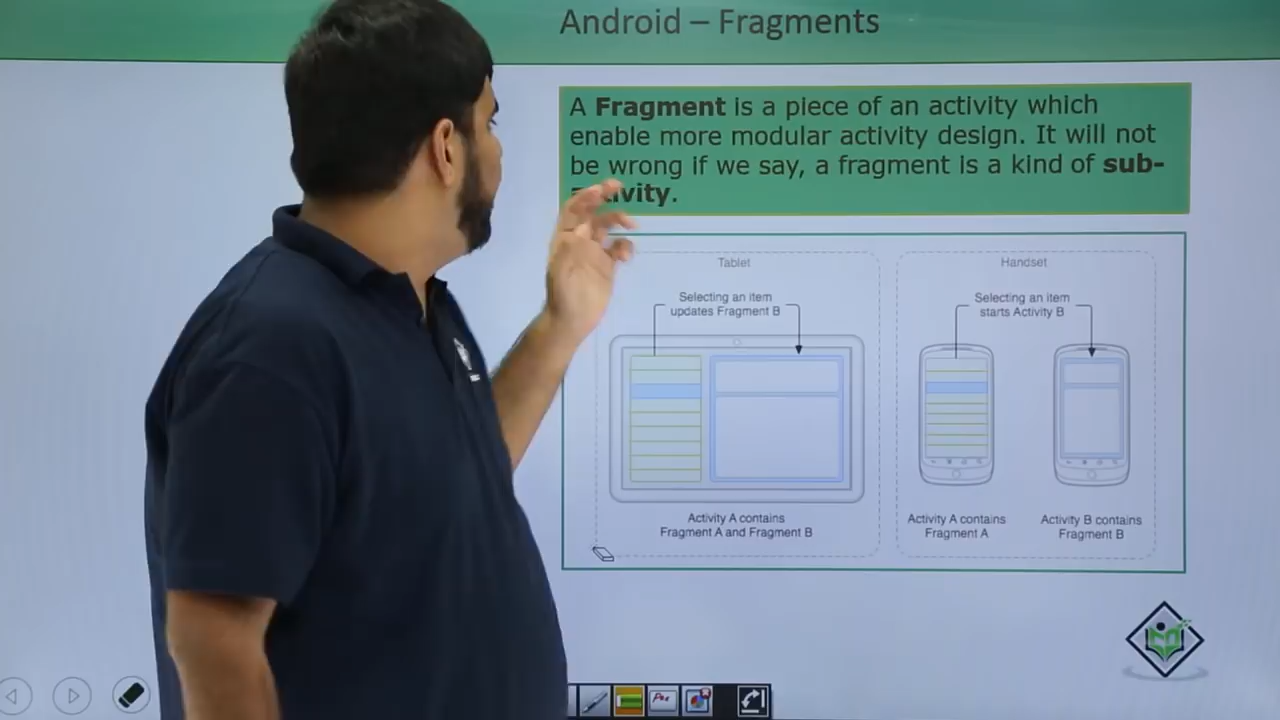 Android – Fragments
A Fragment is a piece of an activity which
enable more modular activity design. It will not
be wrong if we say, a fragment is a kind of sub-
activity.
Tablet
Selecting an item
updates Fragment B
Activity A contains
Fragment A and Fragment B
Handset
Selecting an item
starts Activity B
Activity A contains
Fragment A
Activity B contains
Fragment B